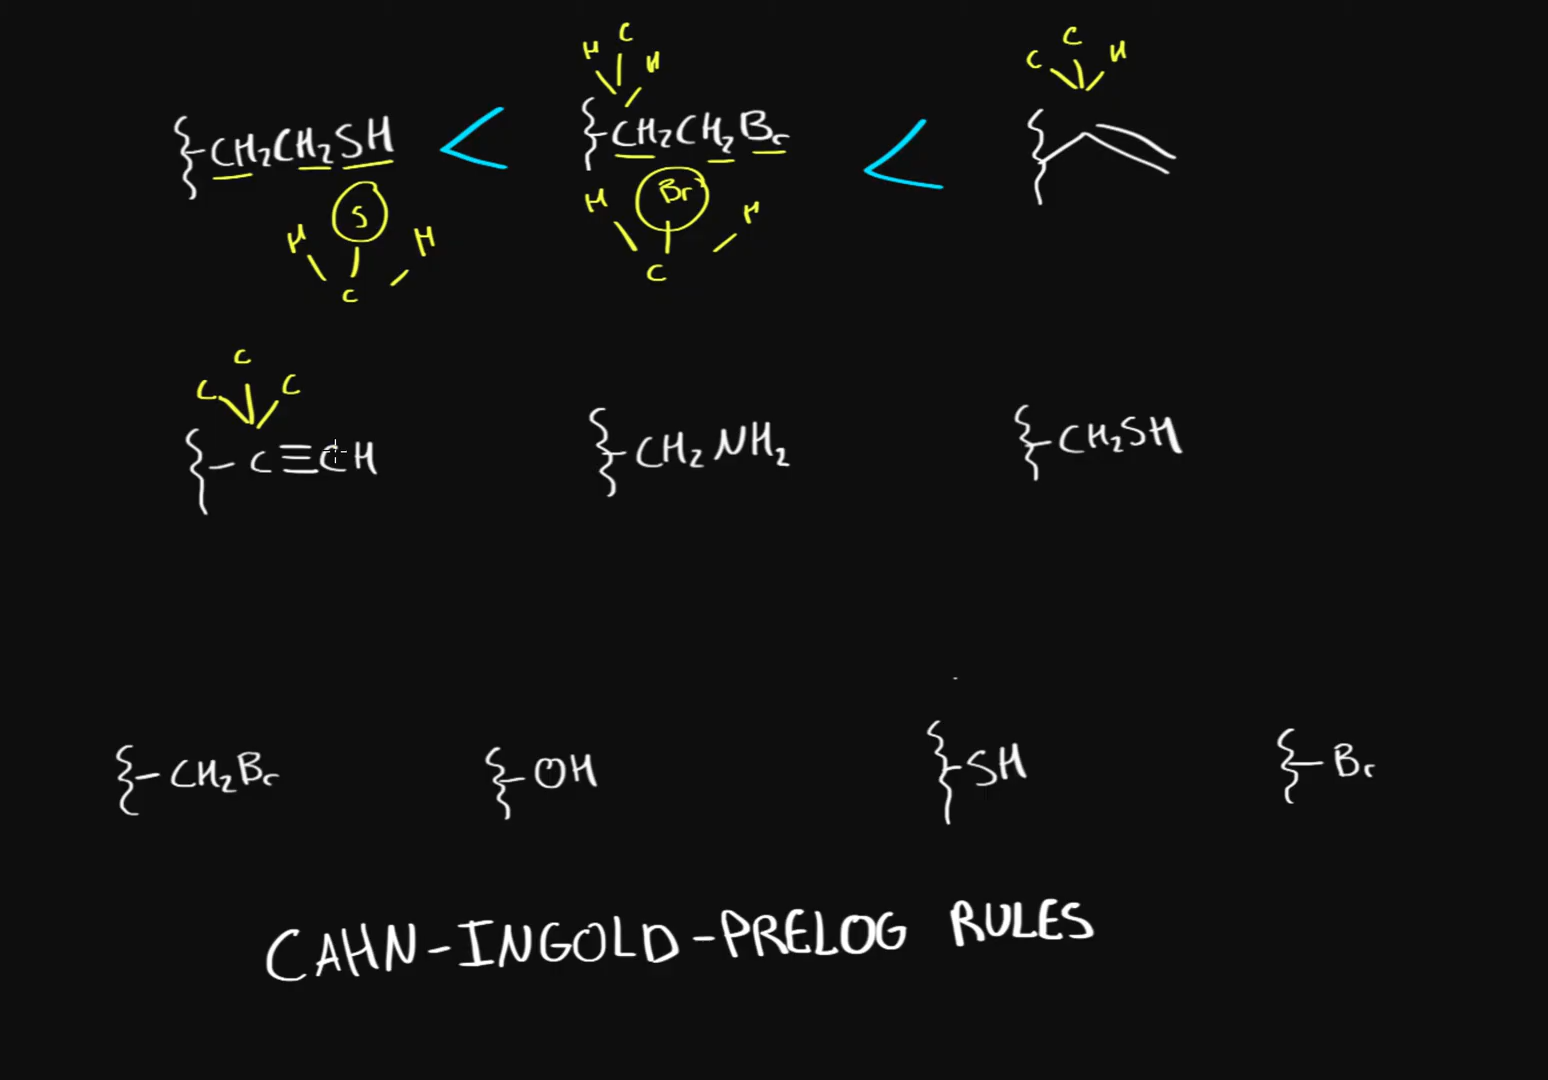 H C H
C C H
CH₂CH₂SH < CH₂CH₂Br <
S
H H
C
Br
H H
C
C C C
C≡CH
CH₂NH₂
CH₂SH
CH₂Br
OH
SH
Br
CAHN-INGOLD-PRELOG RULES